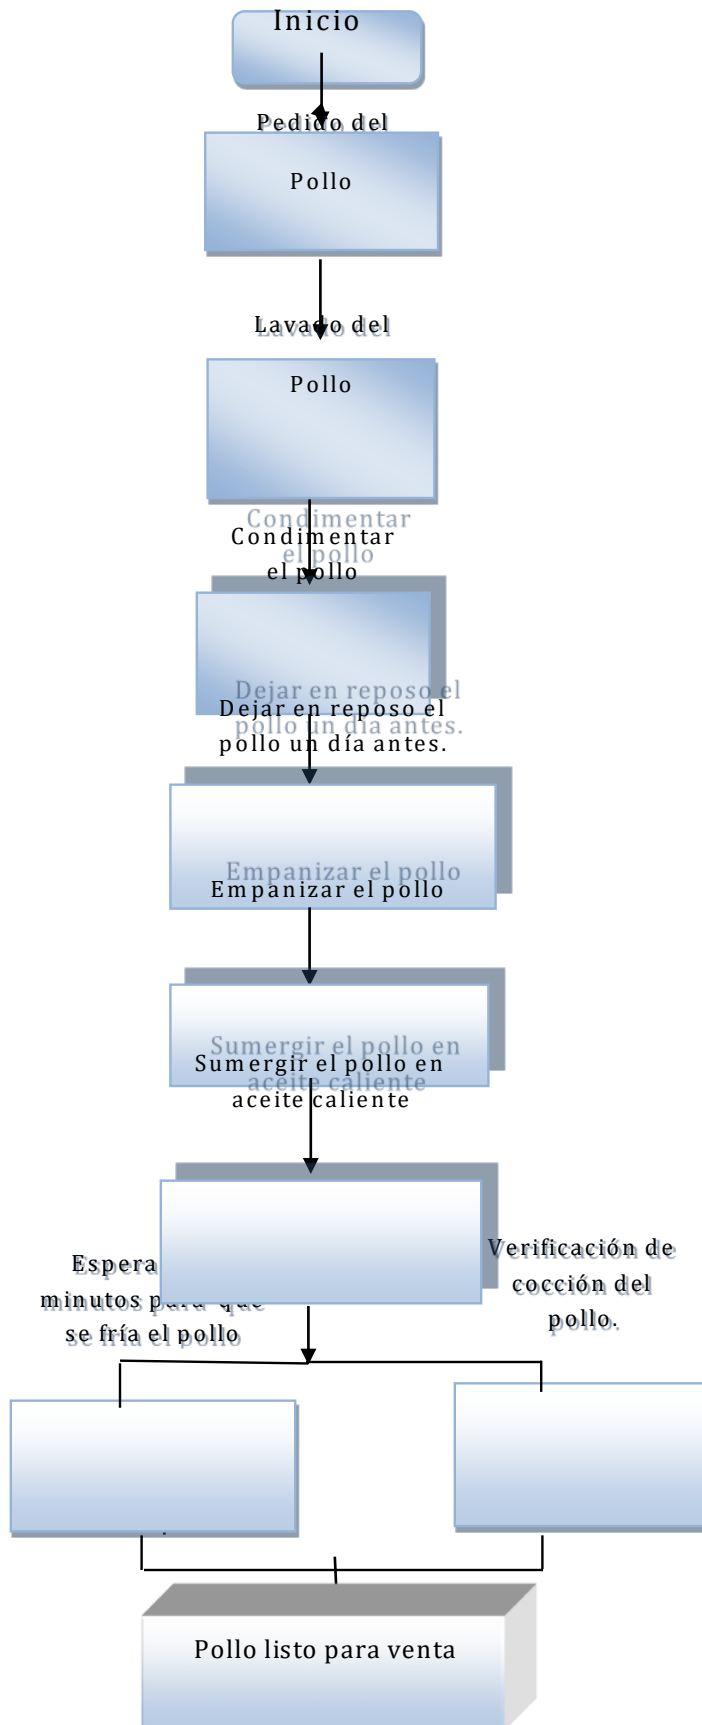 Inicio
Pedido del
Pollo
Lavado del
Pollo
Condimentar
el pollo
Dejar en reposo el
pollo un día antes.
Empanizar el pollo
Sumergir el pollo en
aceite caliente
Espera
minutos para que
se fría el pollo
Verificación de
cocción del
pollo.
Pollo listo para venta